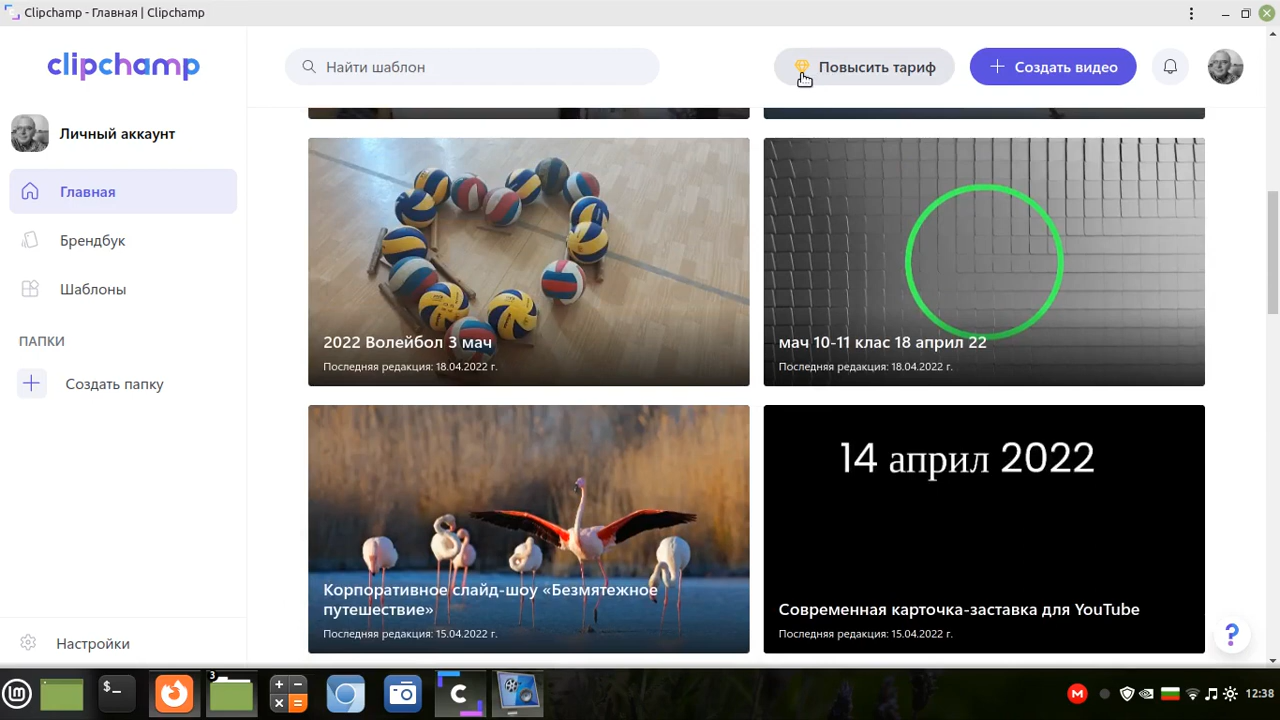 Clipchamp - Главная | Clipchamp
clipchamp
Найти шаблон
Повысить тариф
Создать видео
Личный аккаунт
Главная
Брендбук
Шаблоны
ПАПКИ
Создать папку
2022 Волейбол 3 мач
Последняя редакция: 18.04.2022 г.
мач 10-11 клас 18 април 22
Последняя редакция: 18.04.2022 г.
Корпоративное слайд-шоу «Безмятежное
путешествие»
Последняя редакция: 15.04.2022 г.
14 април 2022
Современная карточка-заставка для YouTube
Последняя редакция: 15.04.2022 г.
Настройки
?
3
C
M
12:38